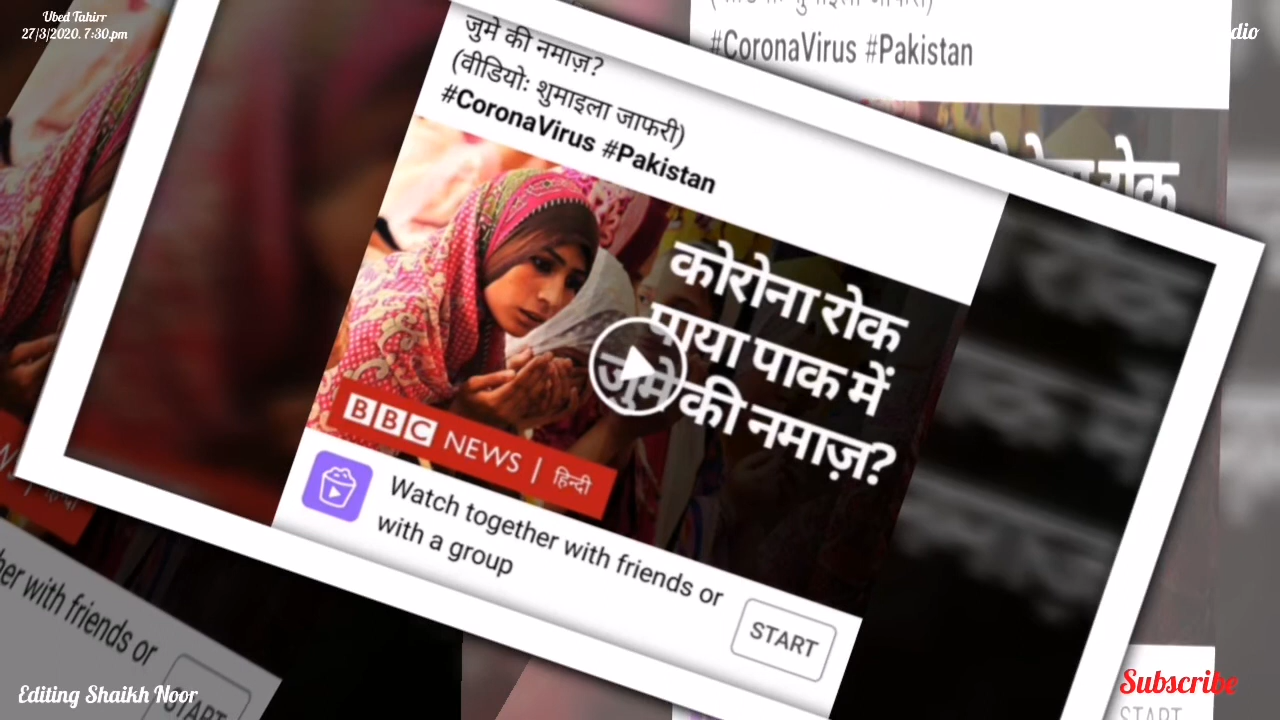 Ubed Tahirr
27/3/2020. 7:30.pm
जुमे की नमाज़?
(वीडियो: शुमाइला जाफरी)
#CoronaVirus #Pakistan
#CoronaVirus #Pakistan
कोरोना रोक
पाया पाक में
जुमे की नमाज़?
BBC NEWS | हिन्दी
Watch together with friends or
with a group
START
with friends or
START
Editing Shaikh Noor
Subscribe
START